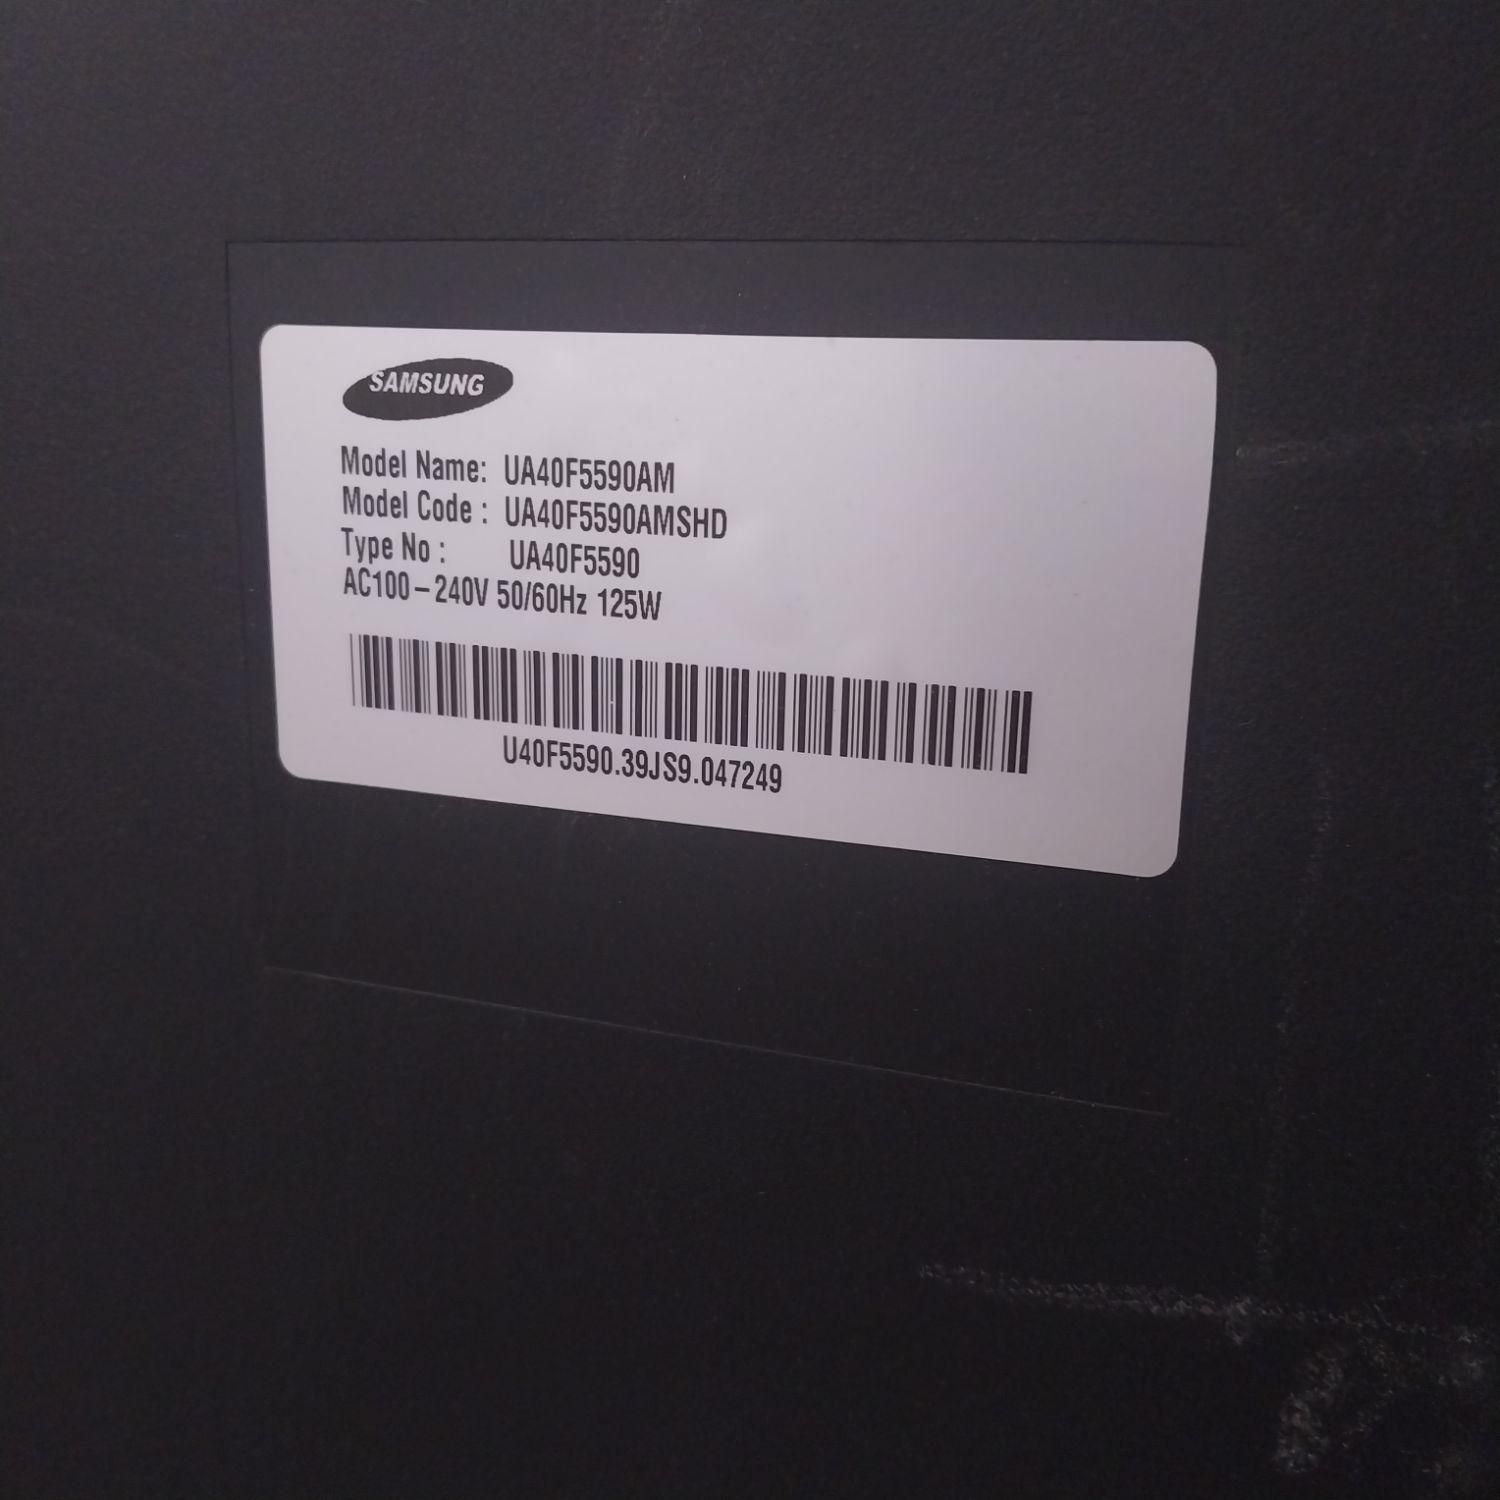 SAMSUNG
Model Name: UA40F5590AM
Model Code : UA40F5590AMSHD
Type No : UA40F5590
AC100-240V 50/60Hz 125W
U40F5590.39JS9.047249